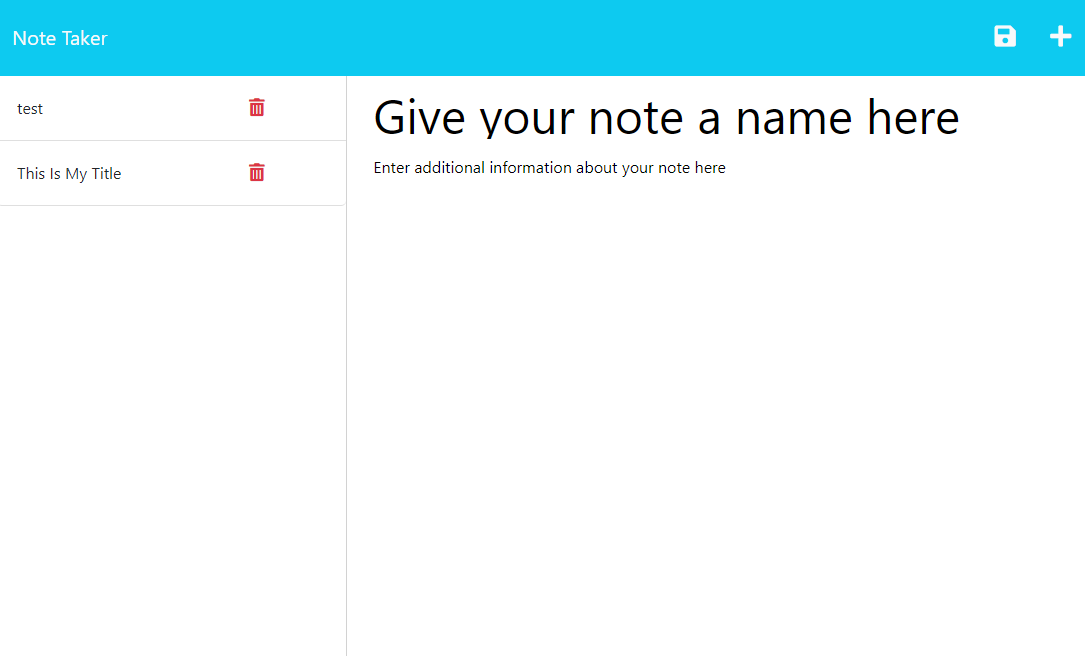 Note Taker
test
This Is My Title
Give your note a name here
Enter additional information about your note here